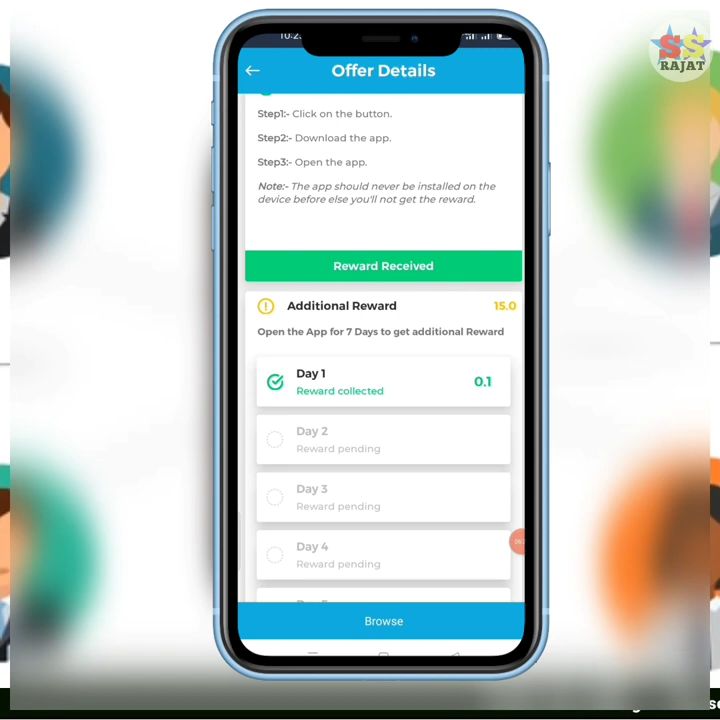 SS
RAJAT
Offer Details
Step1:- Click on the button.
Step2:- Download the app.
Step3:- Open the app.
Note:- The app should never be installed on the
device before else you'll not get the reward.
Reward Received
Additional Reward 15.0
Open the App for 7 Days to get additional Reward
Day 1
Reward collected 0.1
Day 2
Reward pending
Day 3
Reward pending
Day 4
Reward pending
Browse